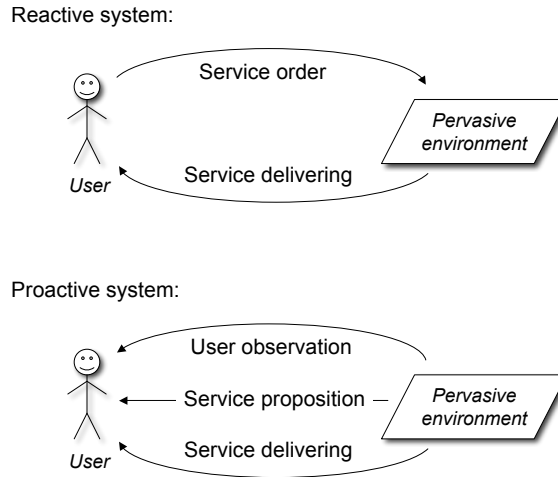 Reactive system:
Service order
Pervasive
environment
Service delivering
User
Proactive system:
User observation
Service proposition
Pervasive
environment
Service delivering
User